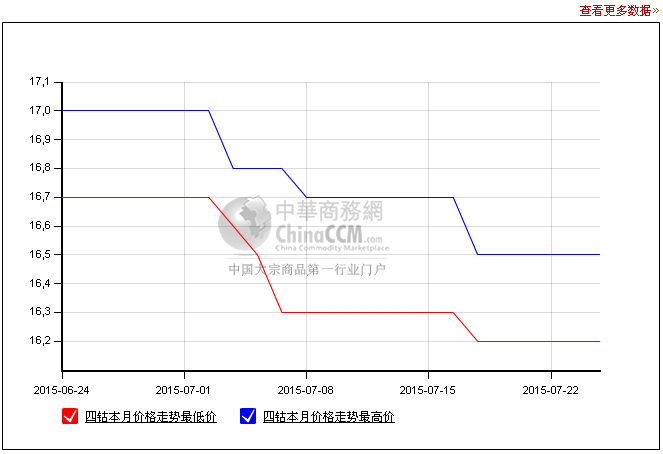 查看更多数据»
17,1
17,0
16,9
16,8
16,7
16,6
16,5
16,4
16,3
16,2
中華商務網
ChinaCCM.com
China Commodity Marketplace
中国大宗商品第一行业门户
2015-06-24 2015-07-01 2015-07-08 2015-07-15 2015-07-22
四钴本月价格走势最低价 四钴本月价格走势最高价